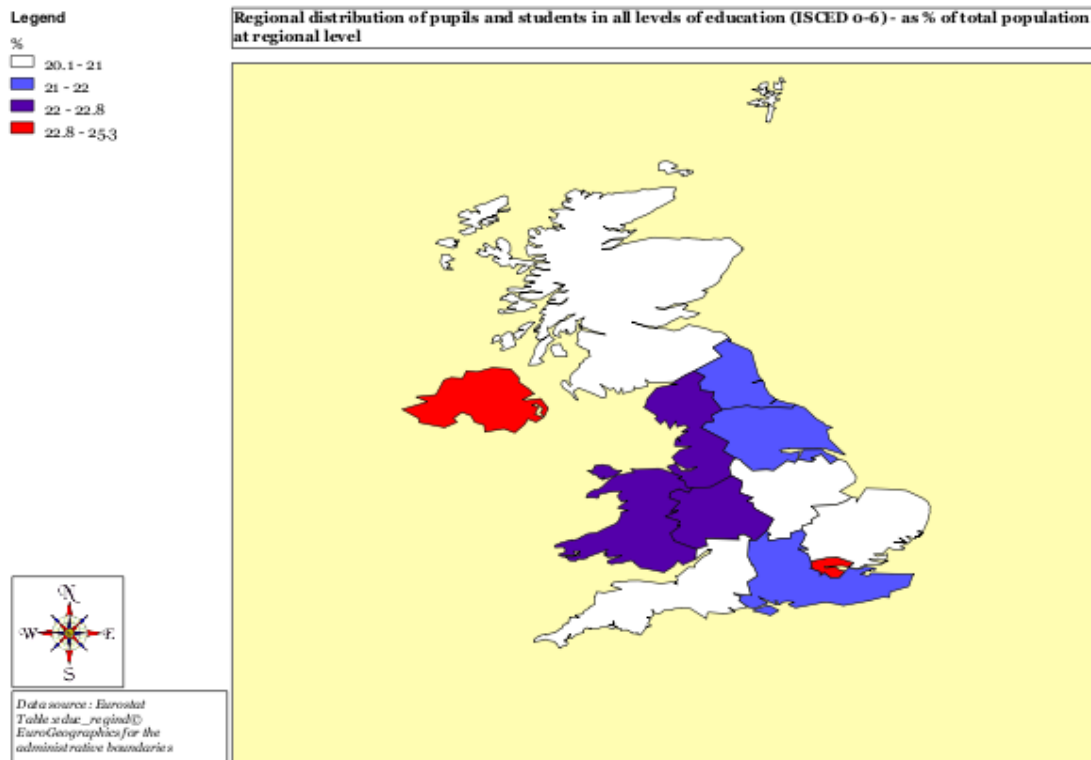 Legend
%
20.1 - 21
21 - 22
22 - 22.8
22.8 - 25.3
Regional distribution of pupils and students in all levels of education (ISCED 0-6) - as % of total population
at regional level
N
W E
S
Data source : Eurostat
Table :educ_regind©
EuroGeographics for the
administrative boundaries